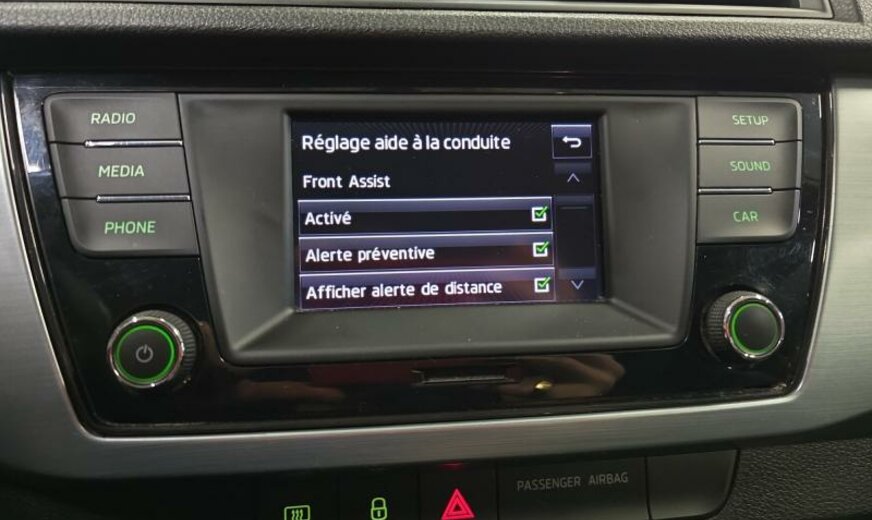 RADIO
MEDIA
PHONE
Réglage aide à la conduite
Front Assist
Activé
Alerte préventive
Afficher alerte de distance
SETUP
SOUND
CAR
PASSENGER AIRBAG